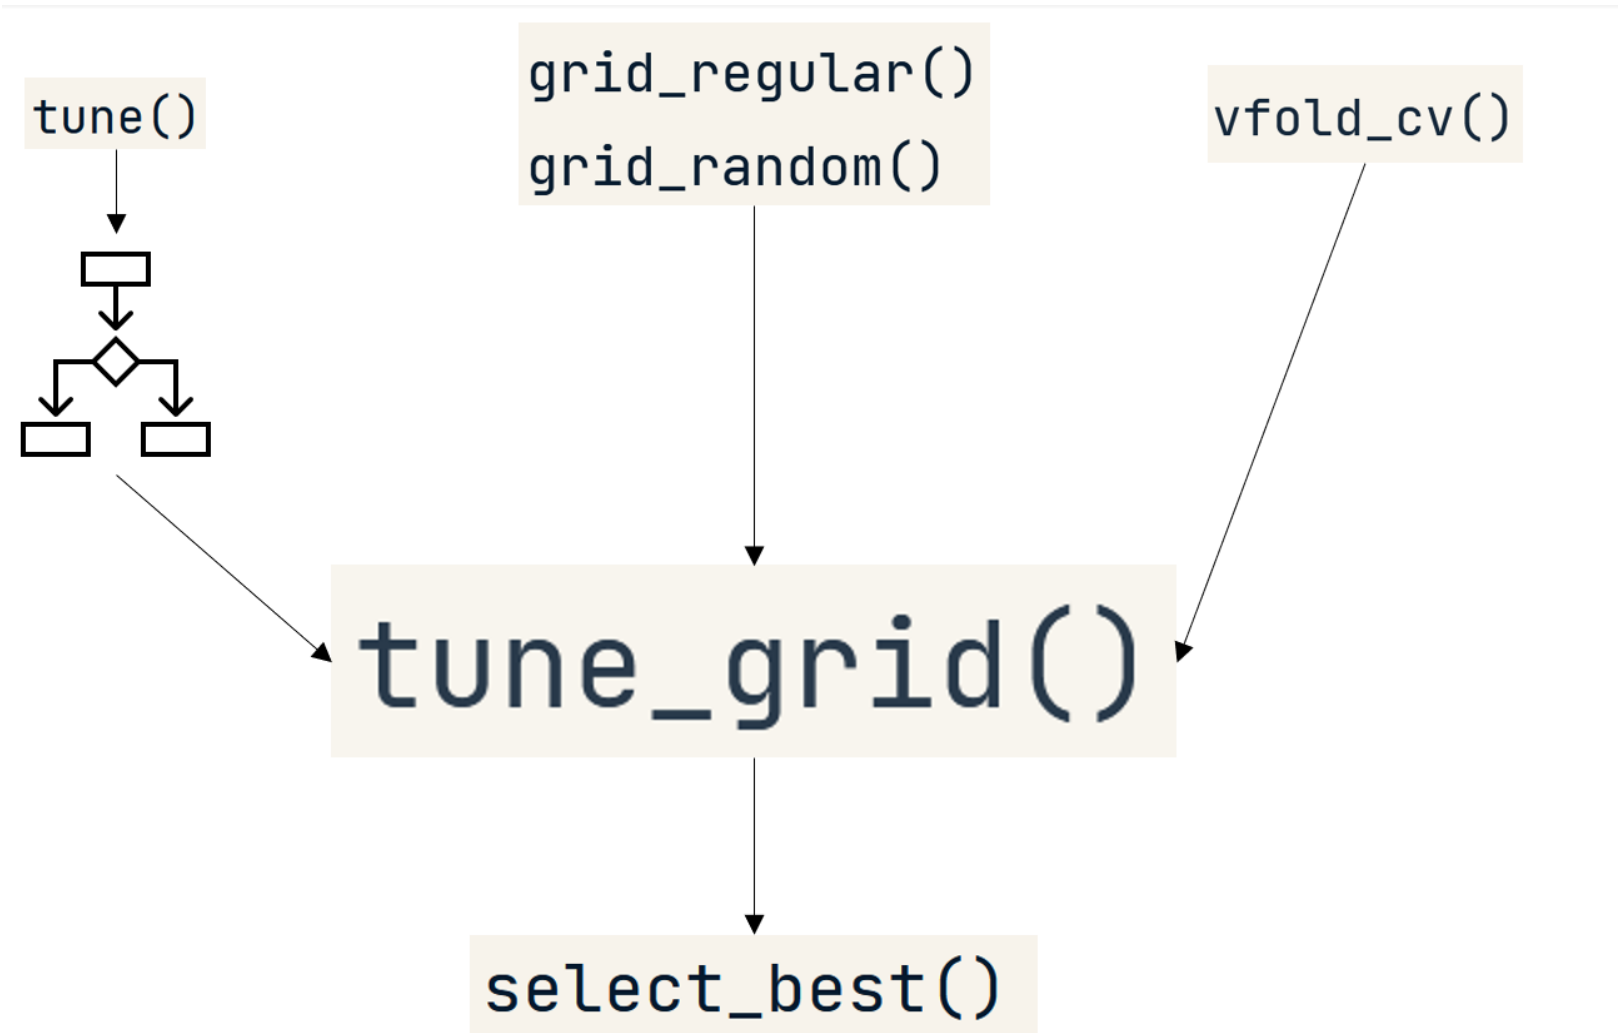 tune()
grid_regular()
grid_random()
vfold_cv()
tune_grid()
select_best()